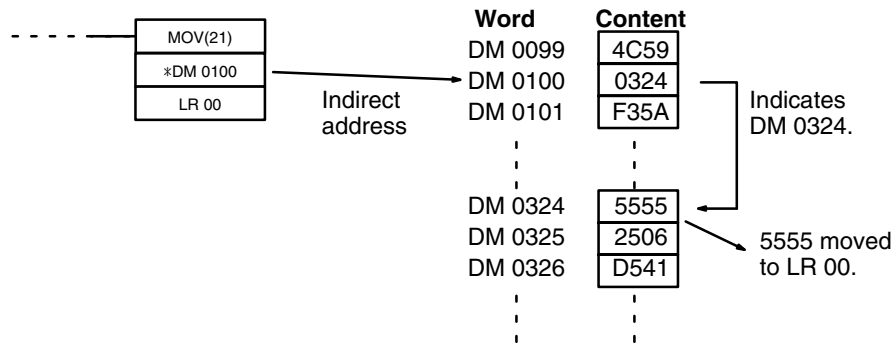 MOV(21)
*DM 0100
LR 00
Indirect
address
Word Content
DM 0099 4C59
DM 0100 0324
DM 0101 F35A
Indicates
DM 0324.
DM 0324 5555
DM 0325 2506
DM 0326 D541
5555 moved
to LR 00.